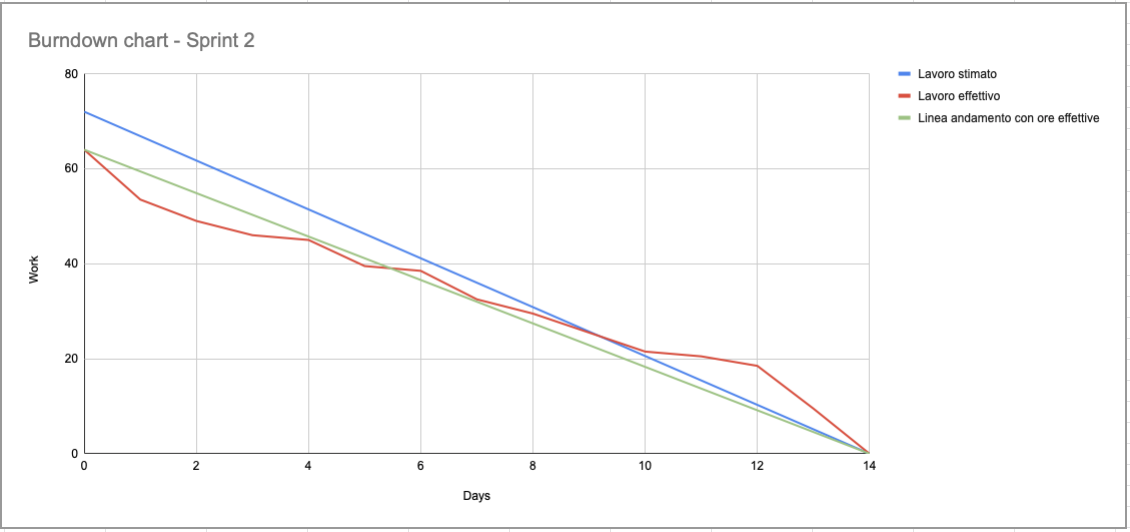 Burndown chart - Sprint 2
Lavoro stimato
Lavoro effettivo
Linea andamento con ore effettive
80
60
40
20
0
Work
0 2 4 6 8 10 12 14
Days